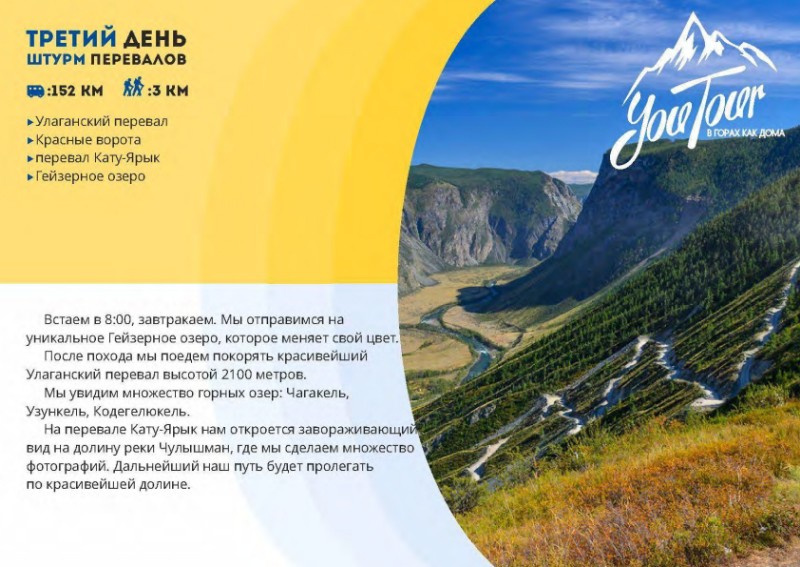 ТРЕТИЙ ДЕНЬ
ШТУРМ ПЕРЕВАЛОВ
:152 КМ :3 КМ
Улаганский перевал
Красные ворота
перевал Кату-Ярык
Гейзерное озеро
YouTour
В ГОРАХ КАК ДОМА
Встаем в 8:00, завтракаем. Мы отправимся на
уникальное Гейзерное озеро, которое меняет свой цвет.
После похода мы поедем покорять красивейший
Улаганский перевал высотой 2100 метров.
Мы увидим множество горных озер: Чагакель,
Узункель, Кодегелюкель.
На перевале Кату-Ярык нам откроется завораживающий
вид на долину реки Чулышман, где мы сделаем множество
фотографий. Дальнейший наш путь будет пролегать
по красивейшей долине.